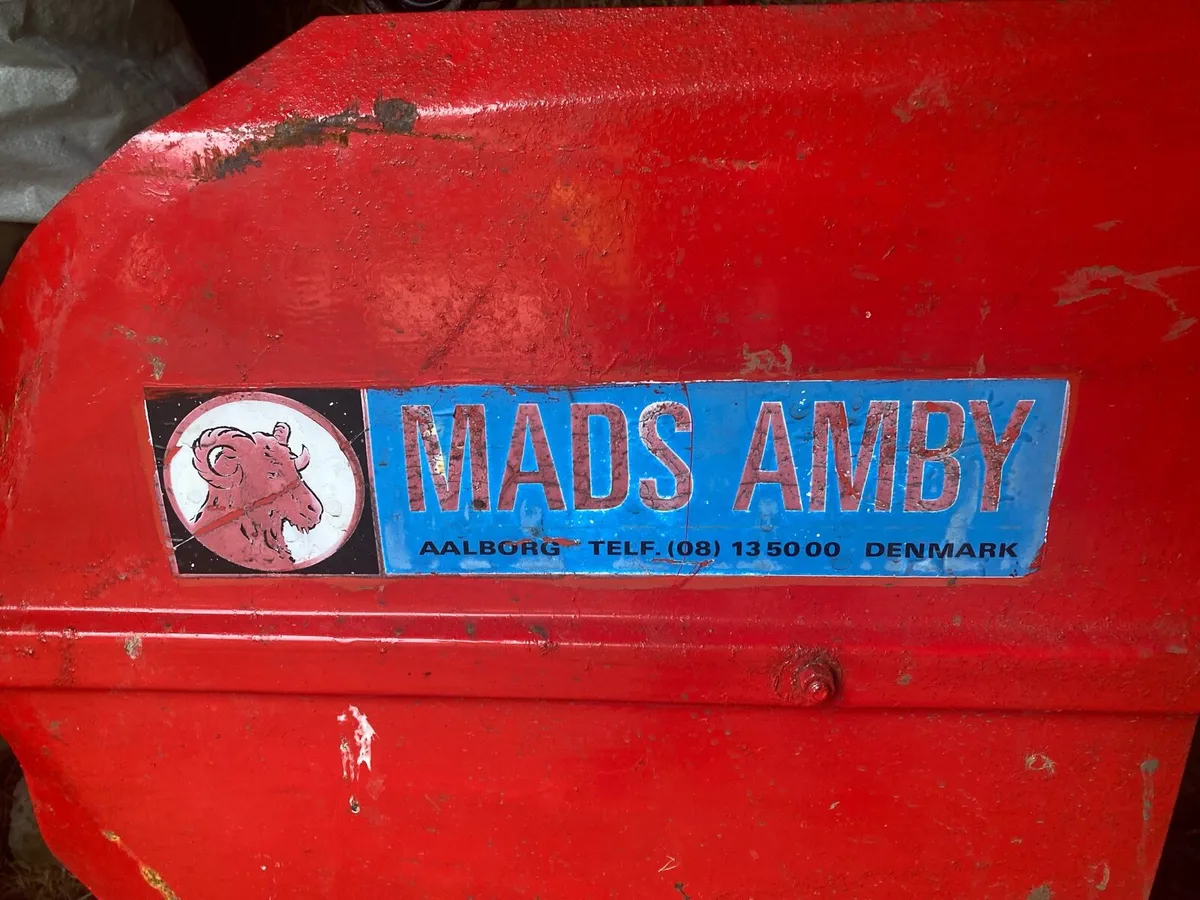 MADS AMBY
AALBORG TELF. (08) 13 50 00 DENMARK